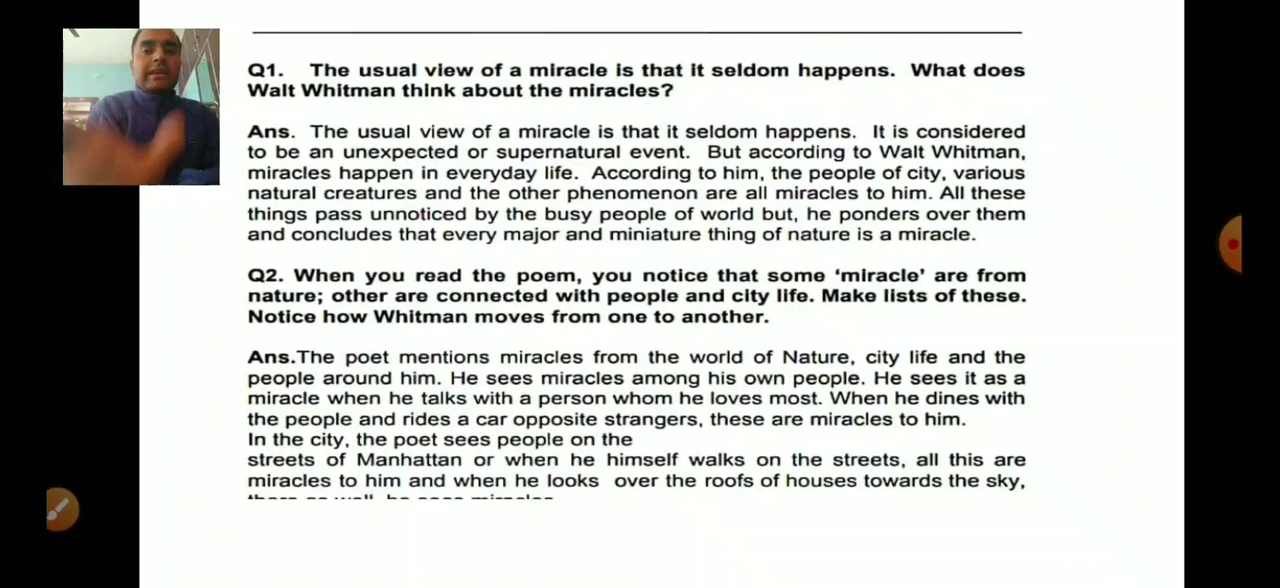 Q1. The usual view of a miracle is that it seldom happens. What does
Walt Whitman think about the miracles?
Ans. The usual view of a miracle is that it seldom happens. It is considered
to be an unexpected or supernatural event. But according to Walt Whitman,
miracles happen in everyday life. According to him, the people of city, various
natural creatures and the other phenomenon are all miracles to him. All these
things pass unnoticed by the busy people of world but, he ponders over them
and concludes that every major and miniature thing of nature is a miracle.
Q2. When you read the poem, you notice that some ‘miracle’ are from
nature; other are connected with people and city life. Make lists of these.
Notice how Whitman moves from one to another.
Ans.The poet mentions miracles from the world of Nature, city life and the
people around him. He sees miracles among his own people. He sees it as a
miracle when he talks with a person whom he loves most. When he dines with
the people and rides a car opposite strangers, these are miracles to him.
In the city, the poet sees people on the
streets of Manhattan or when he himself walks on the streets, all this are
miracles to him and when he looks over the roofs of houses towards the sky,